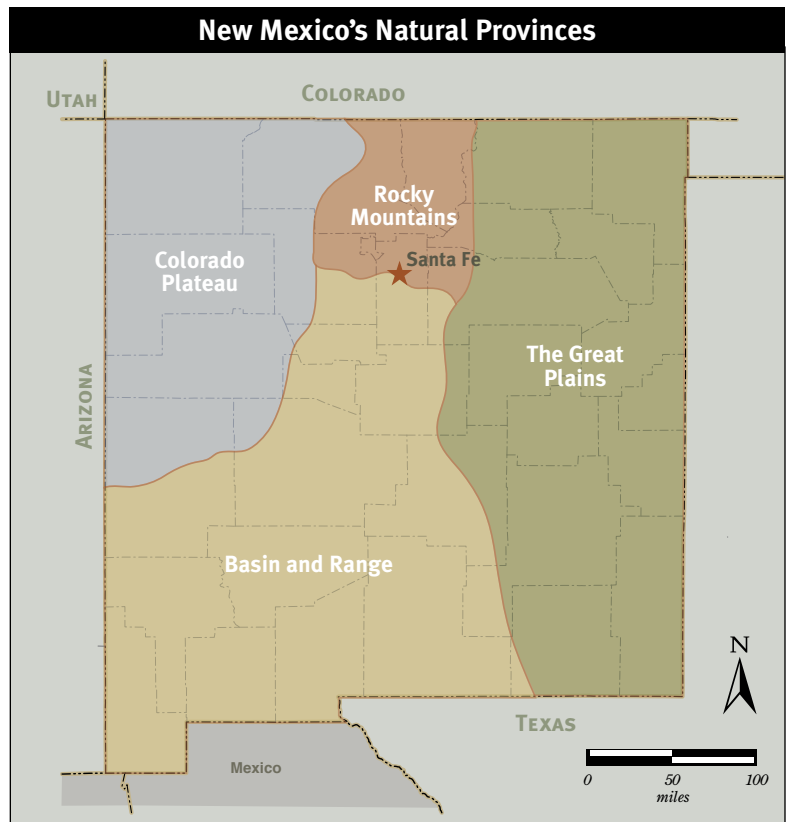 New Mexico's Natural Provinces
UTAH
COLORADO
Rocky
Mountains
Santa Fe
Colorado
Plateau
The Great
Plains
ARIZONA
Basin and Range
N
TEXAS
Mexico
0 50 100
miles